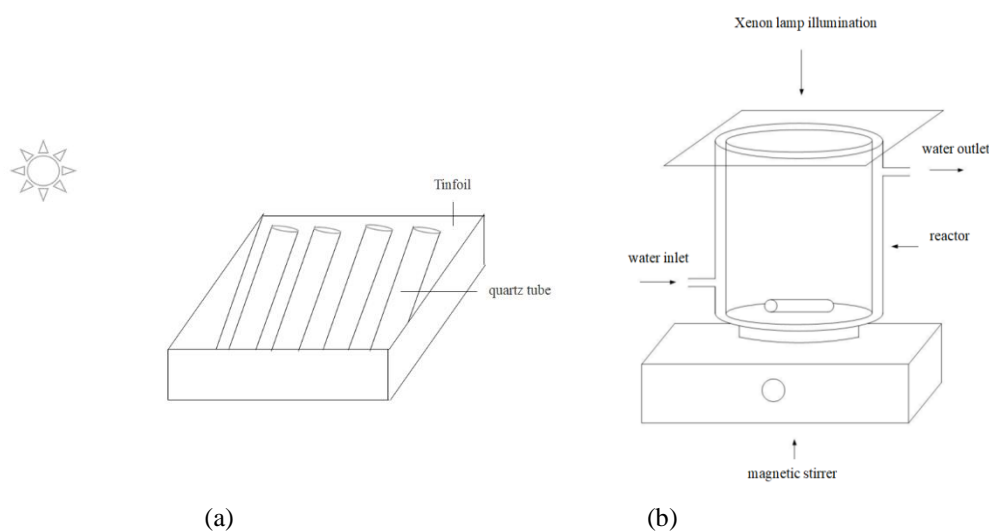 Xenon lamp illumination
water outlet
Tinfoil
reactor
water inlet
quartz tube
magnetic stirrer
(a)
(b)